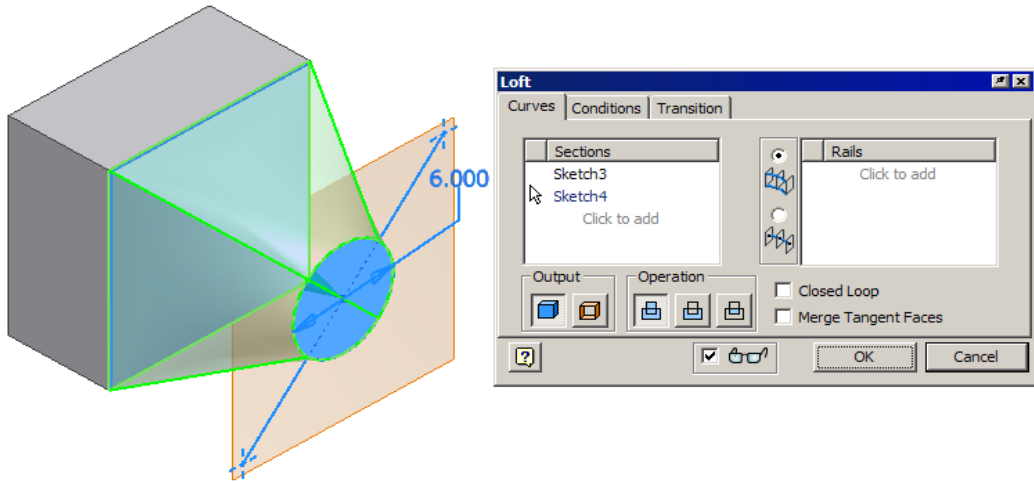 6.000
Loft
Curves Conditions Transition
Sections
Sketch3
Sketch4
Click to add
Rails
Click to add
Output
Operation
Closed Loop
Merge Tangent Faces
?
OK
Cancel